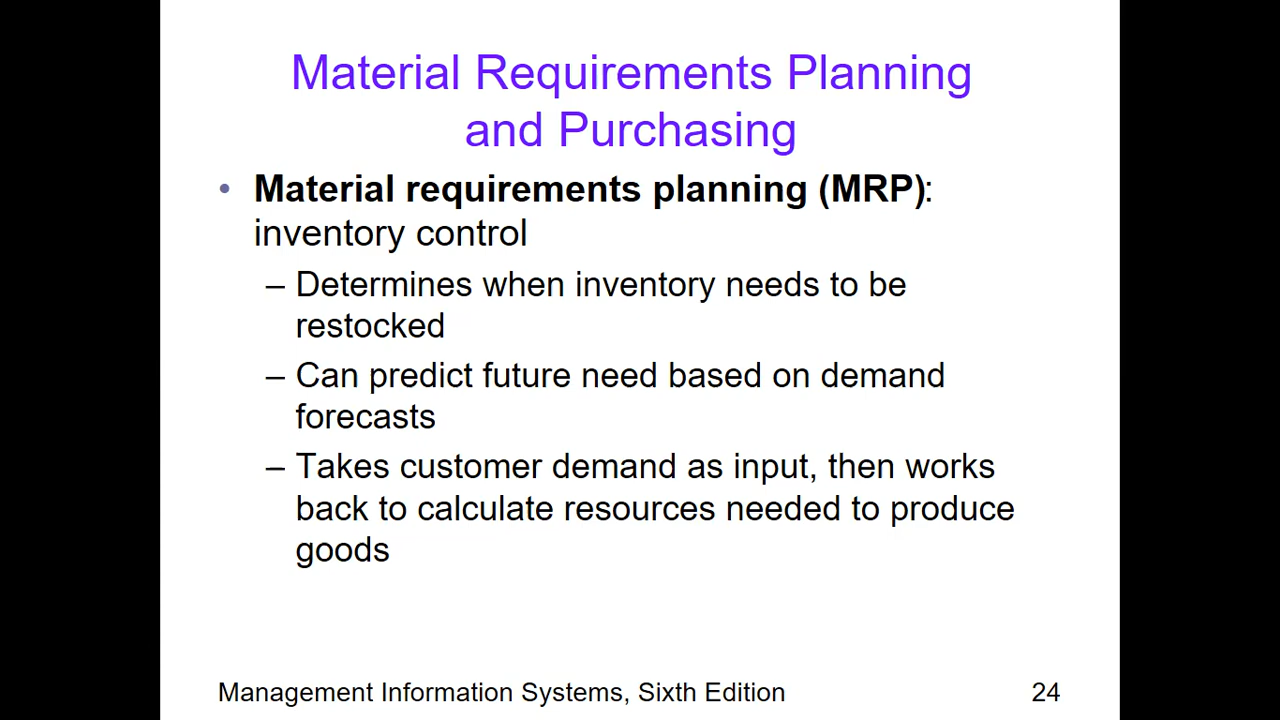 Material Requirements Planning
and Purchasing
• Material requirements planning (MRP):
inventory control
– Determines when inventory needs to be
restocked
– Can predict future need based on demand
forecasts
– Takes customer demand as input, then works
back to calculate resources needed to produce
goods
Management Information Systems, Sixth Edition 24